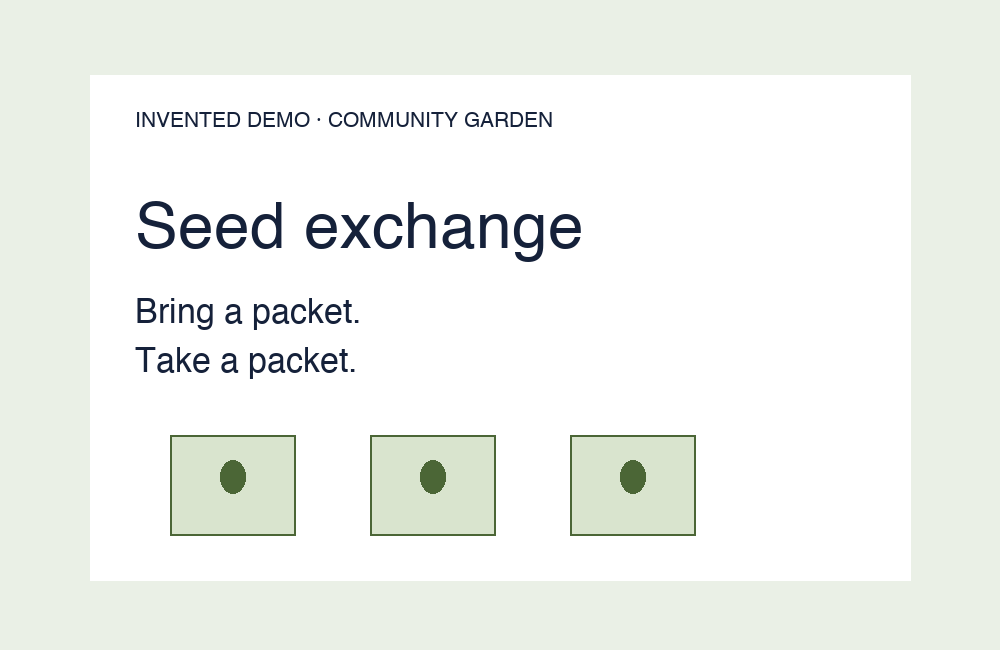 INVENTED DEMO · COMMUNITY GARDEN
Seed exchange
Bring a packet.
Take a packet.